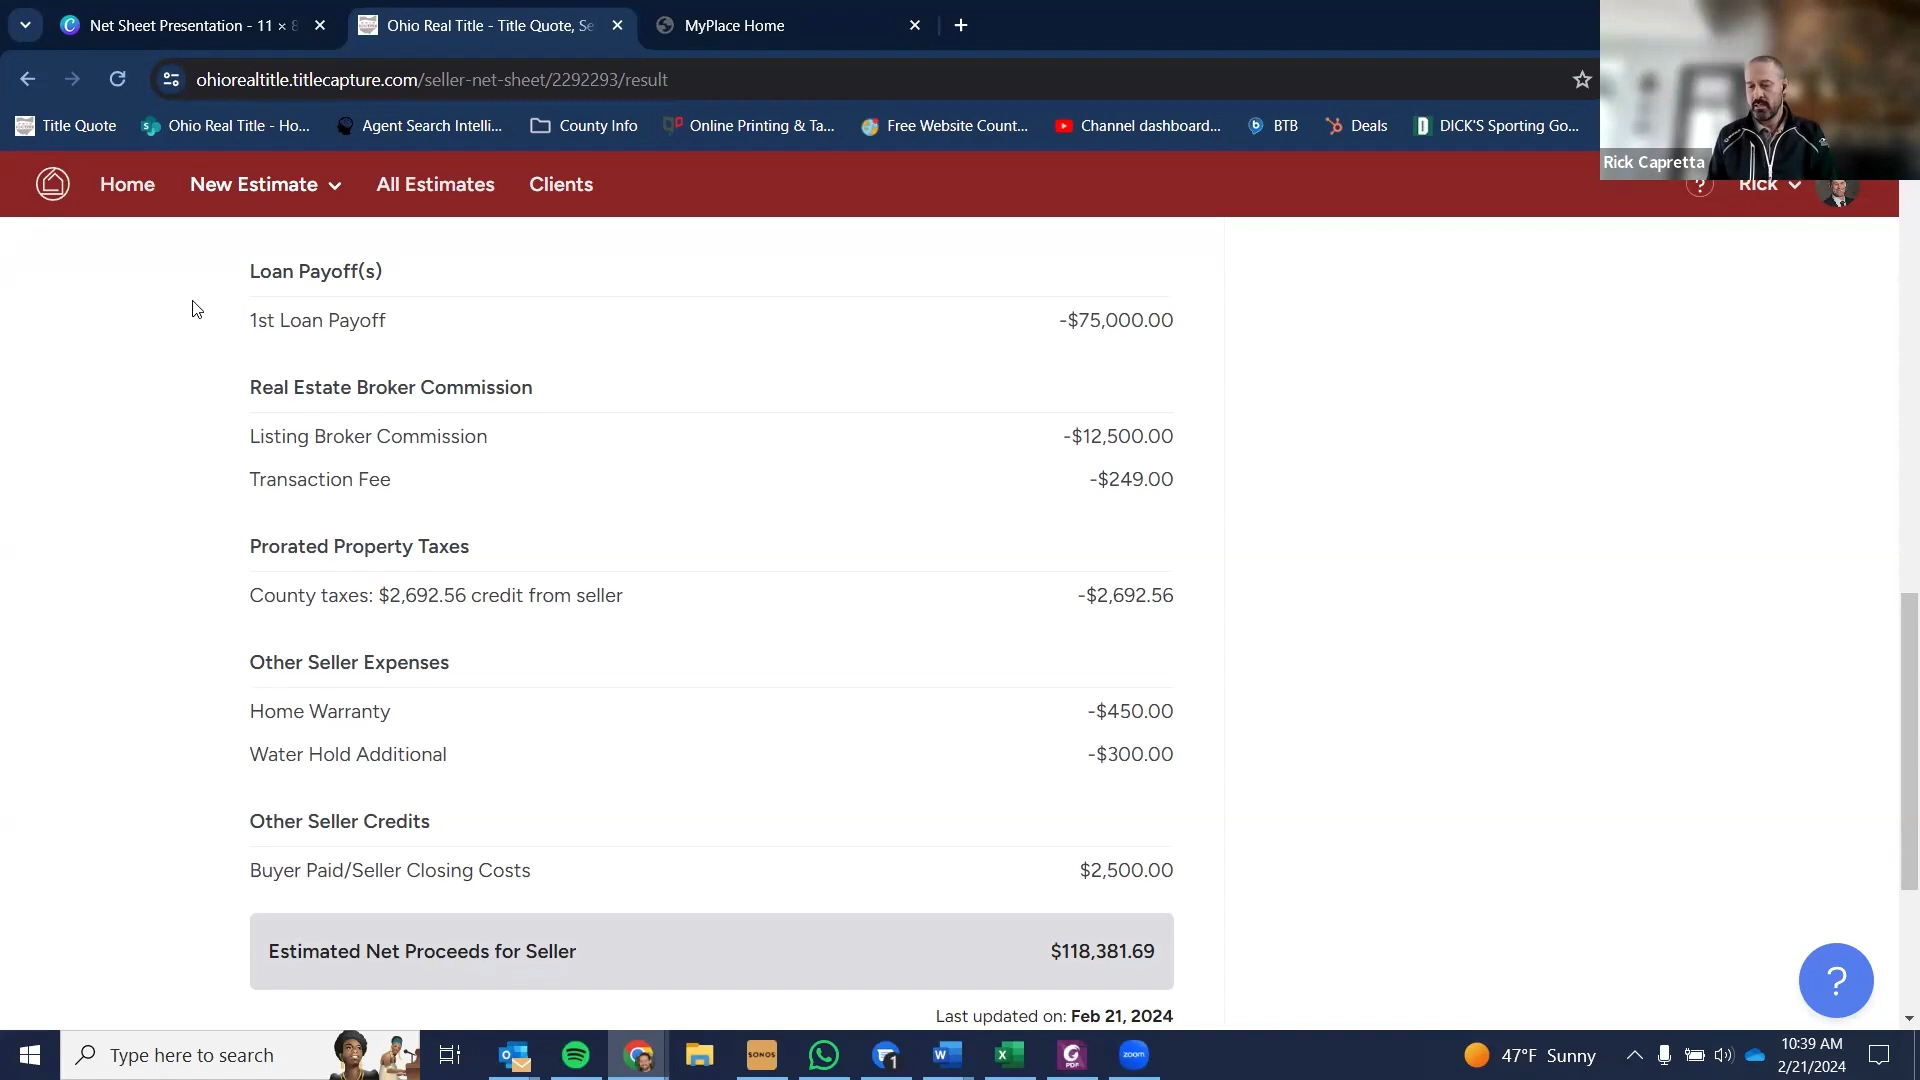 Net Sheet Presentation - 11 × 8
Ohio Real Title - Title Quote, Se
MyPlace Home
ohiorealtitle.titlecapture.com/seller-net-sheet/2292293/result
Title Quote
Ohio Real Title - Ho...
Agent Search Intelli...
County Info
Online Printing & Ta...
Free Website Count...
Channel dashboard...
BTB
Deals
DICK'S Sporting Go...
Rick Capretta
Home
New Estimate
All Estimates
Clients
?
Rick
Loan Payoff(s)
1st Loan Payoff -$75,000.00
Real Estate Broker Commission
Listing Broker Commission -$12,500.00
Transaction Fee -$249.00
Prorated Property Taxes
County taxes: $2,692.56 credit from seller -$2,692.56
Other Seller Expenses
Home Warranty -$450.00
Water Hold Additional -$300.00
Other Seller Credits
Buyer Paid/Seller Closing Costs $2,500.00
Estimated Net Proceeds for Seller $118,381.69
Last updated on: Feb 21, 2024
?
Type here to search
SONOS
1
W
X
PDF
zoom
47°F Sunny
10:39 AM
2/21/2024